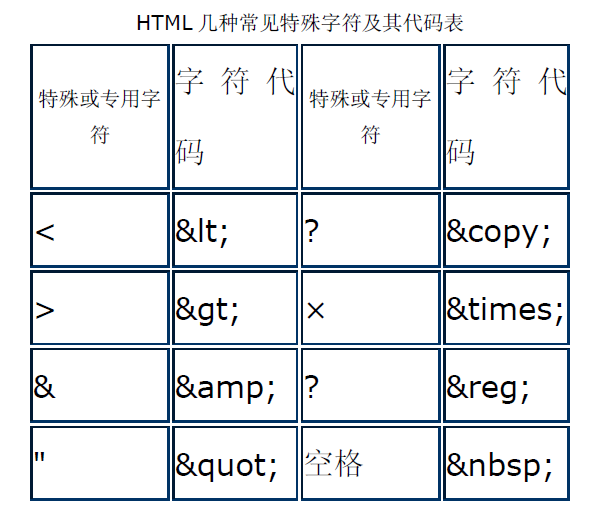 HTML 几种常见特殊字符及其代码表
特殊或专用字
符
字符代
码
特殊或专用字
符
字符代
码
< &lt; ? &copy;
> &gt; × &times;
& &amp; ? &reg;
" &quot; 空格 &nbsp;